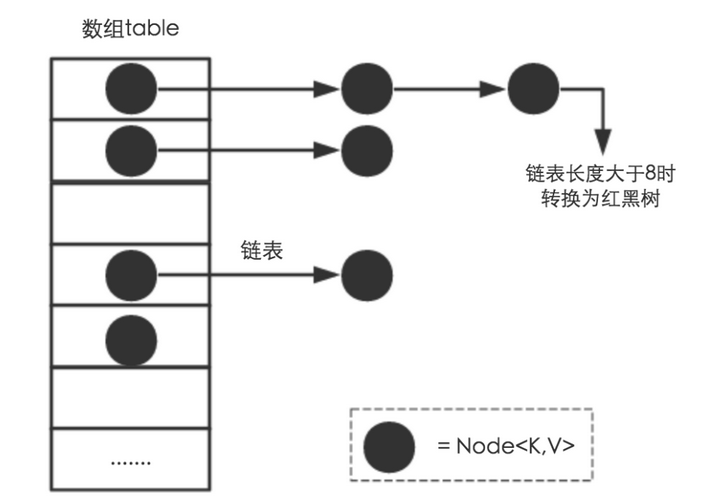 数组table
链表长度大于8时
转换为红黑树
链表
= Node<K,V>
.......